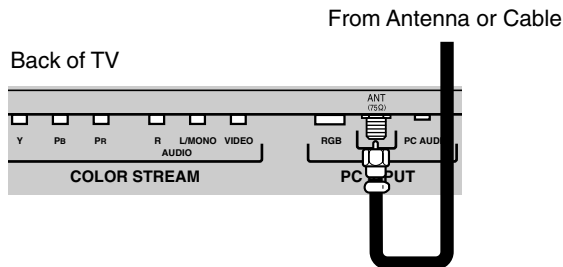 From Antenna or Cable
Back of TV
ANT
(75Ω)
Y PB PR R L/MONO VIDEO RGB PC AUD
AUDIO
COLOR STREAM PC PUT